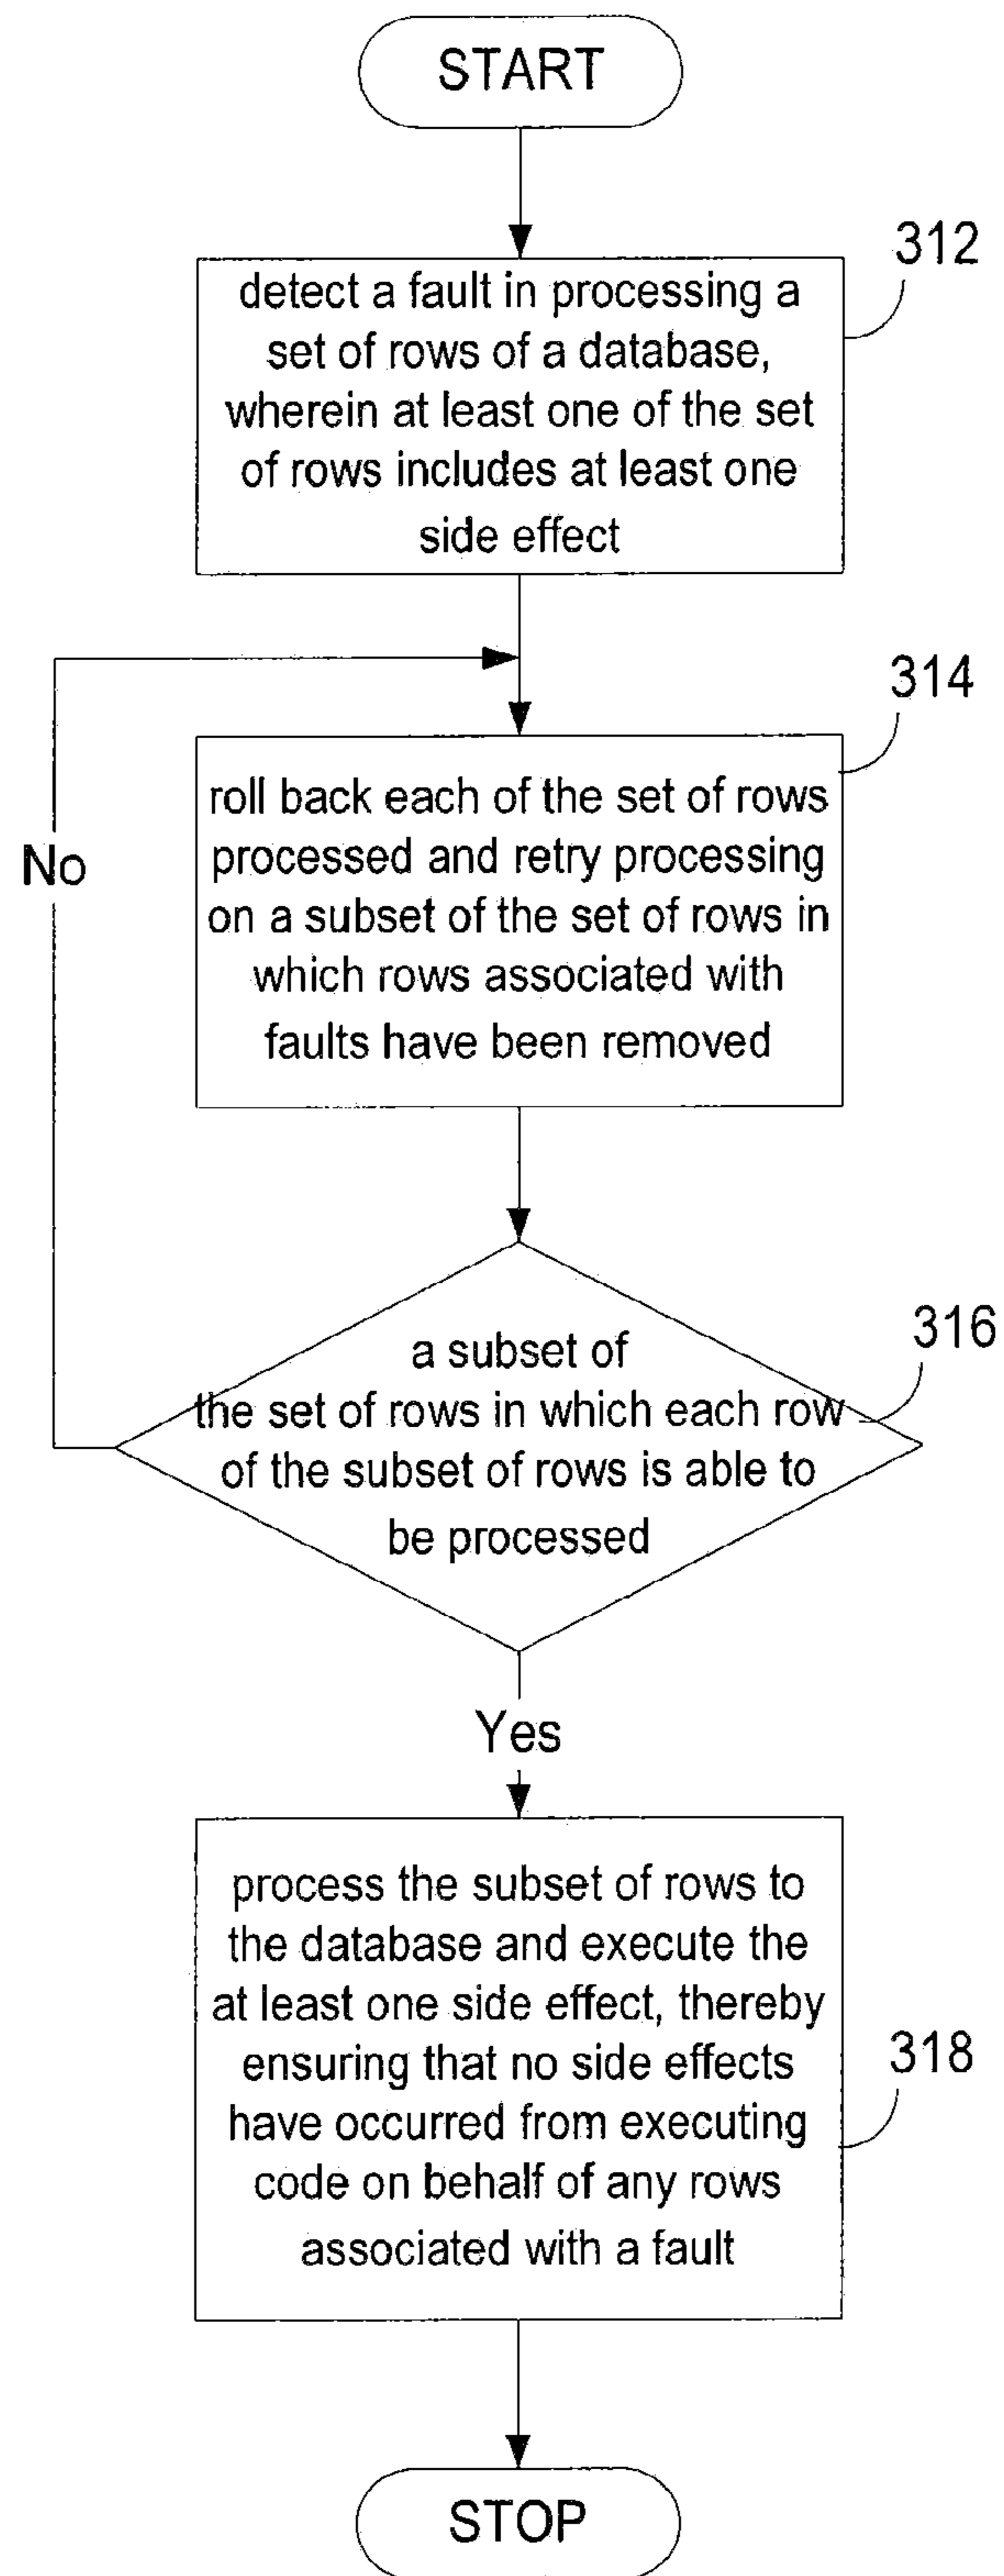 START
312
detect a fault in processing a
set of rows of a database,
wherein at least one of the set
of rows includes at least one
side effect
314
roll back each of the set of rows
processed and retry processing
on a subset of the set of rows in
which rows associated with
faults have been removed
No
316
a subset of
the set of rows in which each row
of the subset of rows is able to
be processed
Yes
process the subset of rows to
the database and execute the
at least one side effect, thereby
ensuring that no side effects
have occurred from executing
code on behalf of any rows
associated with a fault
318
STOP